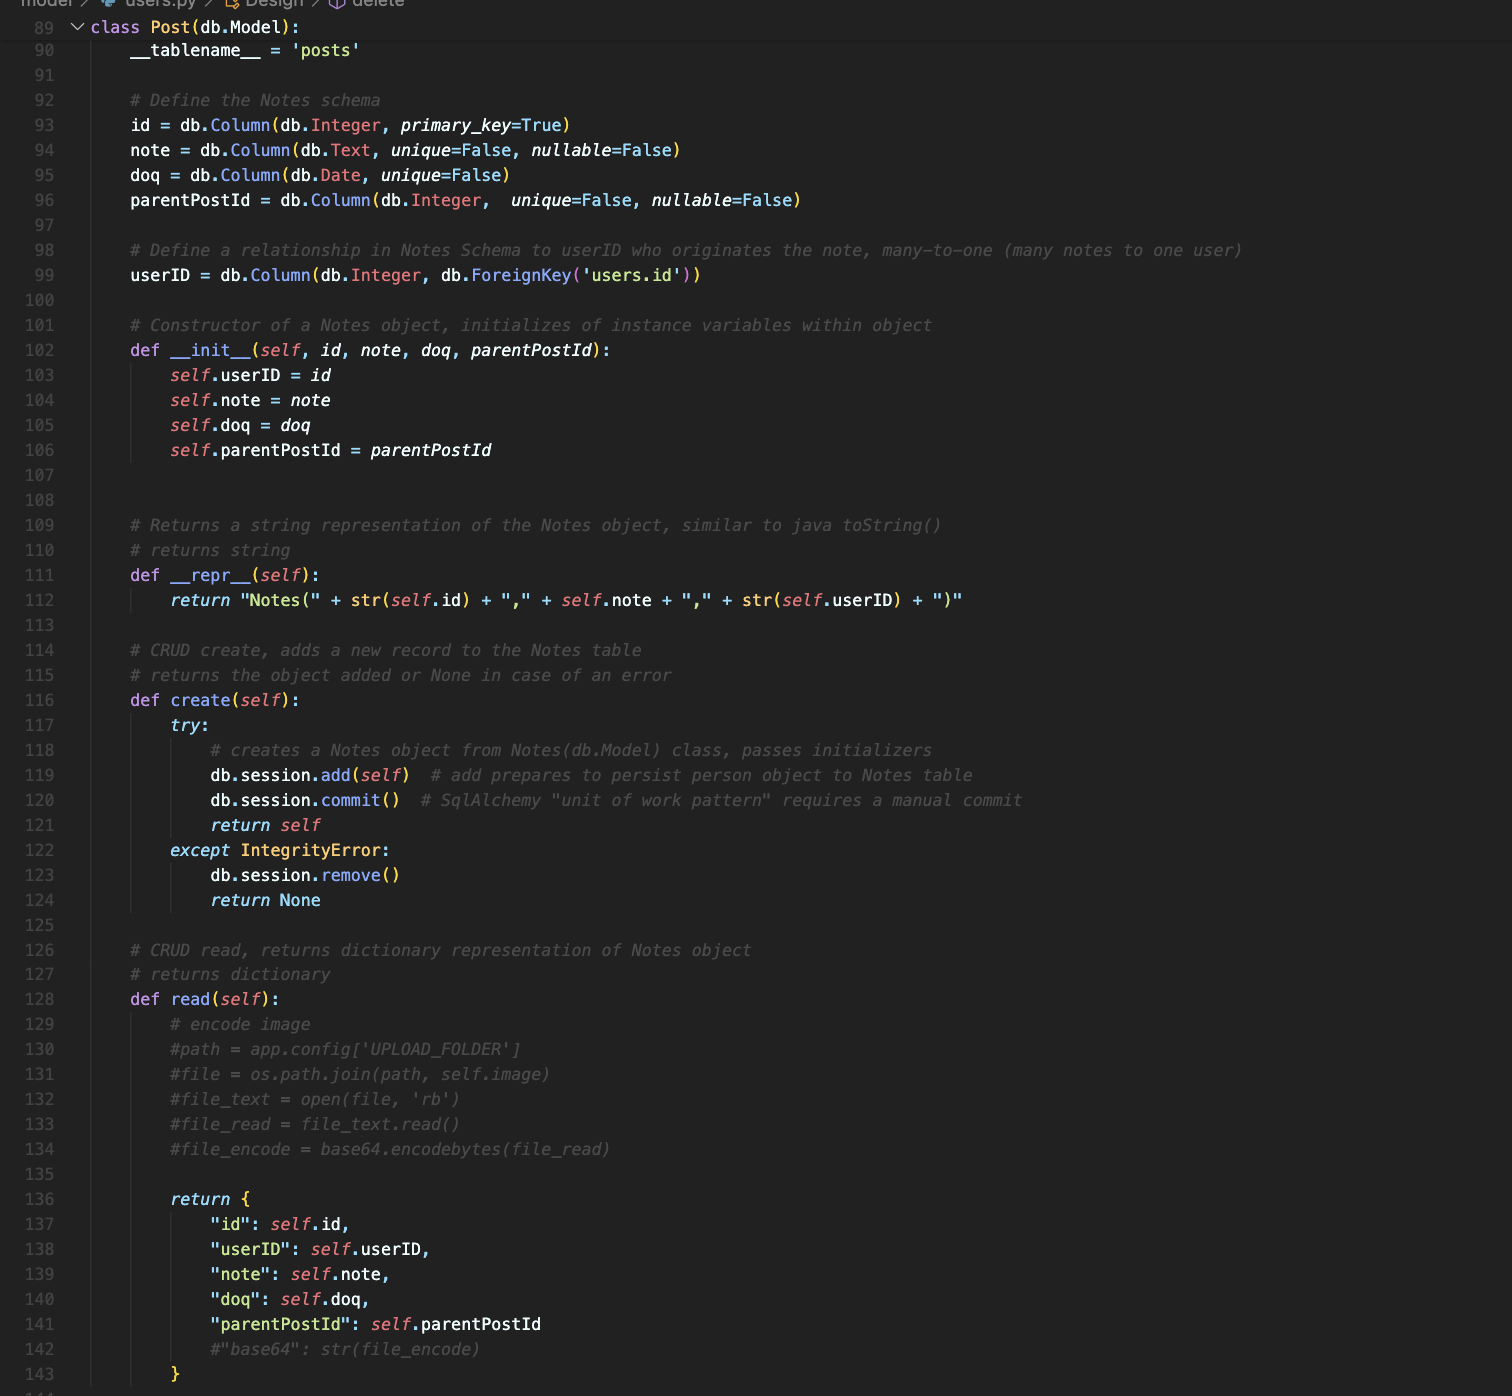 model > users.py > Design > delete
89 class Post(db.Model):
90     __tablename__ = 'posts'
91
92     # Define the Notes schema
93     id = db.Column(db.Integer, primary_key=True)
94     note = db.Column(db.Text, unique=False, nullable=False)
95     doq = db.Column(db.Date, unique=False)
96     parentPostId = db.Column(db.Integer,  unique=False, nullable=False)
97
98     # Define a relationship in Notes Schema to userID who originates the note, many-to-one (many notes to one user)
99     userID = db.Column(db.Integer, db.ForeignKey('users.id'))
100
101     # Constructor of a Notes object, initializes of instance variables within object
102     def __init__(self, id, note, doq, parentPostId):
103         self.userID = id
104         self.note = note
105         self.doq = doq
106         self.parentPostId = parentPostId
107
108
109     # Returns a string representation of the Notes object, similar to java toString()
110     # returns string
111     def __repr__(self):
112         return "Notes(" + str(self.id) + "," + self.note + "," + str(self.userID) + ")"
113
114     # CRUD create, adds a new record to the Notes table
115     # returns the object added or None in case of an error
116     def create(self):
117         try:
118             # creates a Notes object from Notes(db.Model) class, passes initializers
119             db.session.add(self)  # add prepares to persist person object to Notes table
120             db.session.commit()  # SqlAlchemy "unit of work pattern" requires a manual commit
121             return self
122         except IntegrityError:
123             db.session.remove()
124             return None
125
126     # CRUD read, returns dictionary representation of Notes object
127     # returns dictionary
128     def read(self):
129         # encode image
130         #path = app.config['UPLOAD_FOLDER']
131         #file = os.path.join(path, self.image)
132         #file_text = open(file, 'rb')
133         #file_read = file_text.read()
134         #file_encode = base64.encodebytes(file_read)
135
136         return {
137             "id": self.id,
138             "userID": self.userID,
139             "note": self.note,
140             "doq": self.doq,
141             "parentPostId": self.parentPostId
142             #"base64": str(file_encode)
143         }